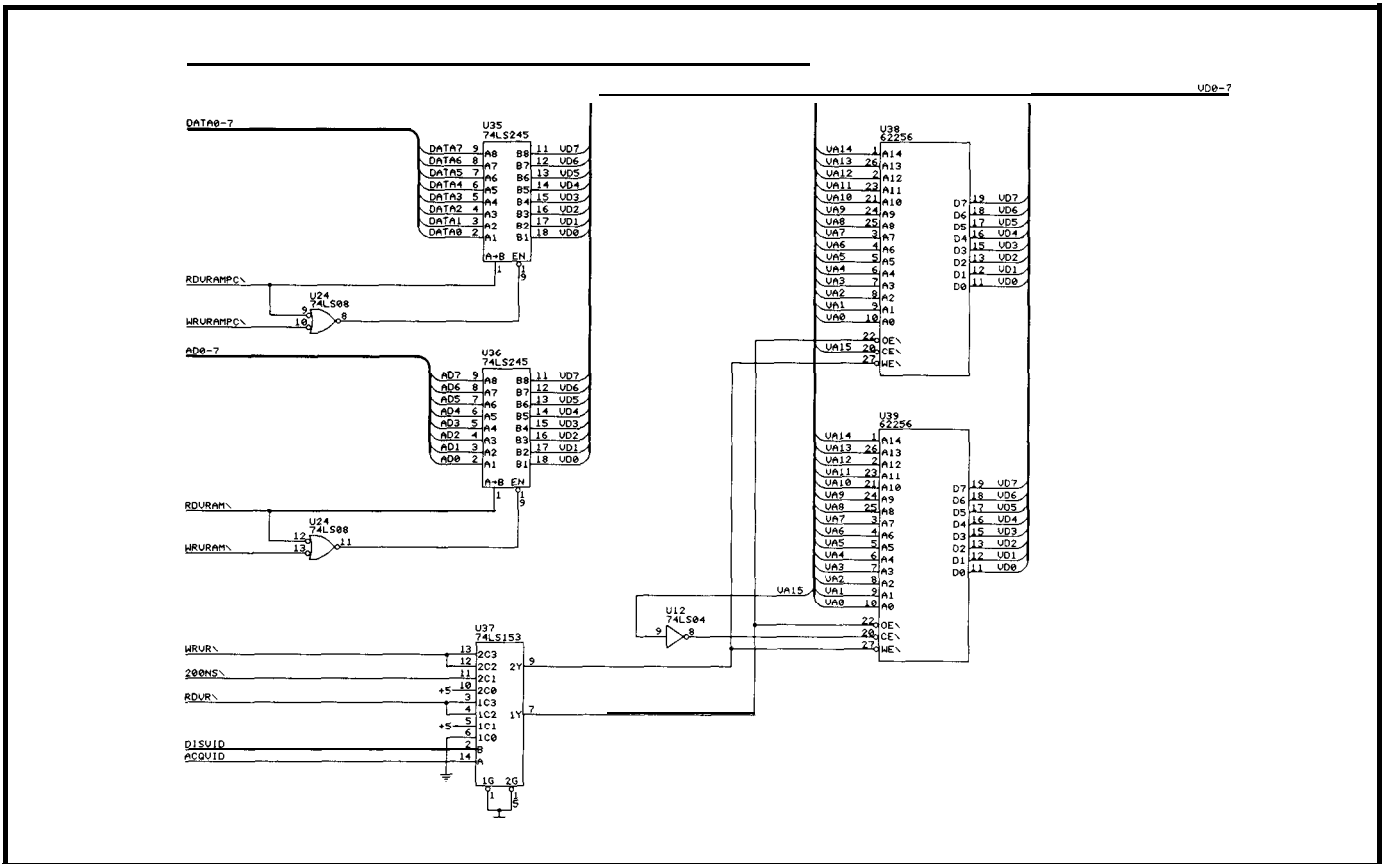 VD0-7
DATA0-7
U35
74LS245
DATA7 9 A8 B8 11 VD7
DATA6 8 A7 B7 12 VD6
DATA5 7 A6 B6 13 VD5
DATA4 6 A5 B5 14 VD4
DATA3 5 A4 B4 15 VD3
DATA2 4 A3 B3 16 VD2
DATA1 3 A2 B2 17 VD1
DATA0 2 A1 B1 18 VD0
A→B EN
1 19
RDVRAMPC\
U24
74LS08
9 8
WRVRAMPC\ 10
AD0-7
U36
74LS245
AD7 9 A8 B8 11 VD7
AD6 8 A7 B7 12 VD6
AD5 7 A6 B6 13 VD5
AD4 6 A5 B5 14 VD4
AD3 5 A4 B4 15 VD3
AD2 4 A3 B3 16 VD2
AD1 3 A2 B2 17 VD1
AD0 2 A1 B1 18 VD0
A→B EN
1 19
RDVRAM\
U24
74LS08
12 11
WRVRAM\ 13
U37
74LS153
WRVR\ 13 2C3
12 2C2 2Y 9
200NS\ 11 2C1
+5 10 2C0
RDVR\ 3 1C3
4 1C2 1Y 7
+5 5 1C1
6 1C0
DISVID 2 B
ACQVID 14 A
1G 2G
1 15
U38
62256
VA14 1 A14
VA13 26 A13
VA12 2 A12
VA11 23 A11
VA10 21 A10 D7 19 VD7
VA9 24 A9 D6 18 VD6
VA8 25 A8 D5 17 VD5
VA7 3 A7 D4 16 VD4
VA6 4 A6 D3 15 VD3
VA5 5 A5 D2 13 VD2
VA4 6 A4 D1 12 VD1
VA3 7 A3 D0 11 VD0
VA2 8 A2
VA1 9 A1
VA0 10 A0
22 OE\
VA15 20 CE\
27 WE\
U39
62256
VA14 1 A14
VA13 26 A13
VA12 2 A12
VA11 23 A11
VA10 21 A10 D7 19 VD7
VA9 24 A9 D6 18 VD6
VA8 25 A8 D5 17 VD5
VA7 3 A7 D4 16 VD4
VA6 4 A6 D3 15 VD3
VA5 5 A5 D2 13 VD2
VA4 6 A4 D1 12 VD1
VA3 7 A3 D0 11 VD0
VA2 8 A2
VA15 VA1 9 A1
VA0 10 A0
U12
74LS04
22 OE\
9 8 20 CE\
27 WE\